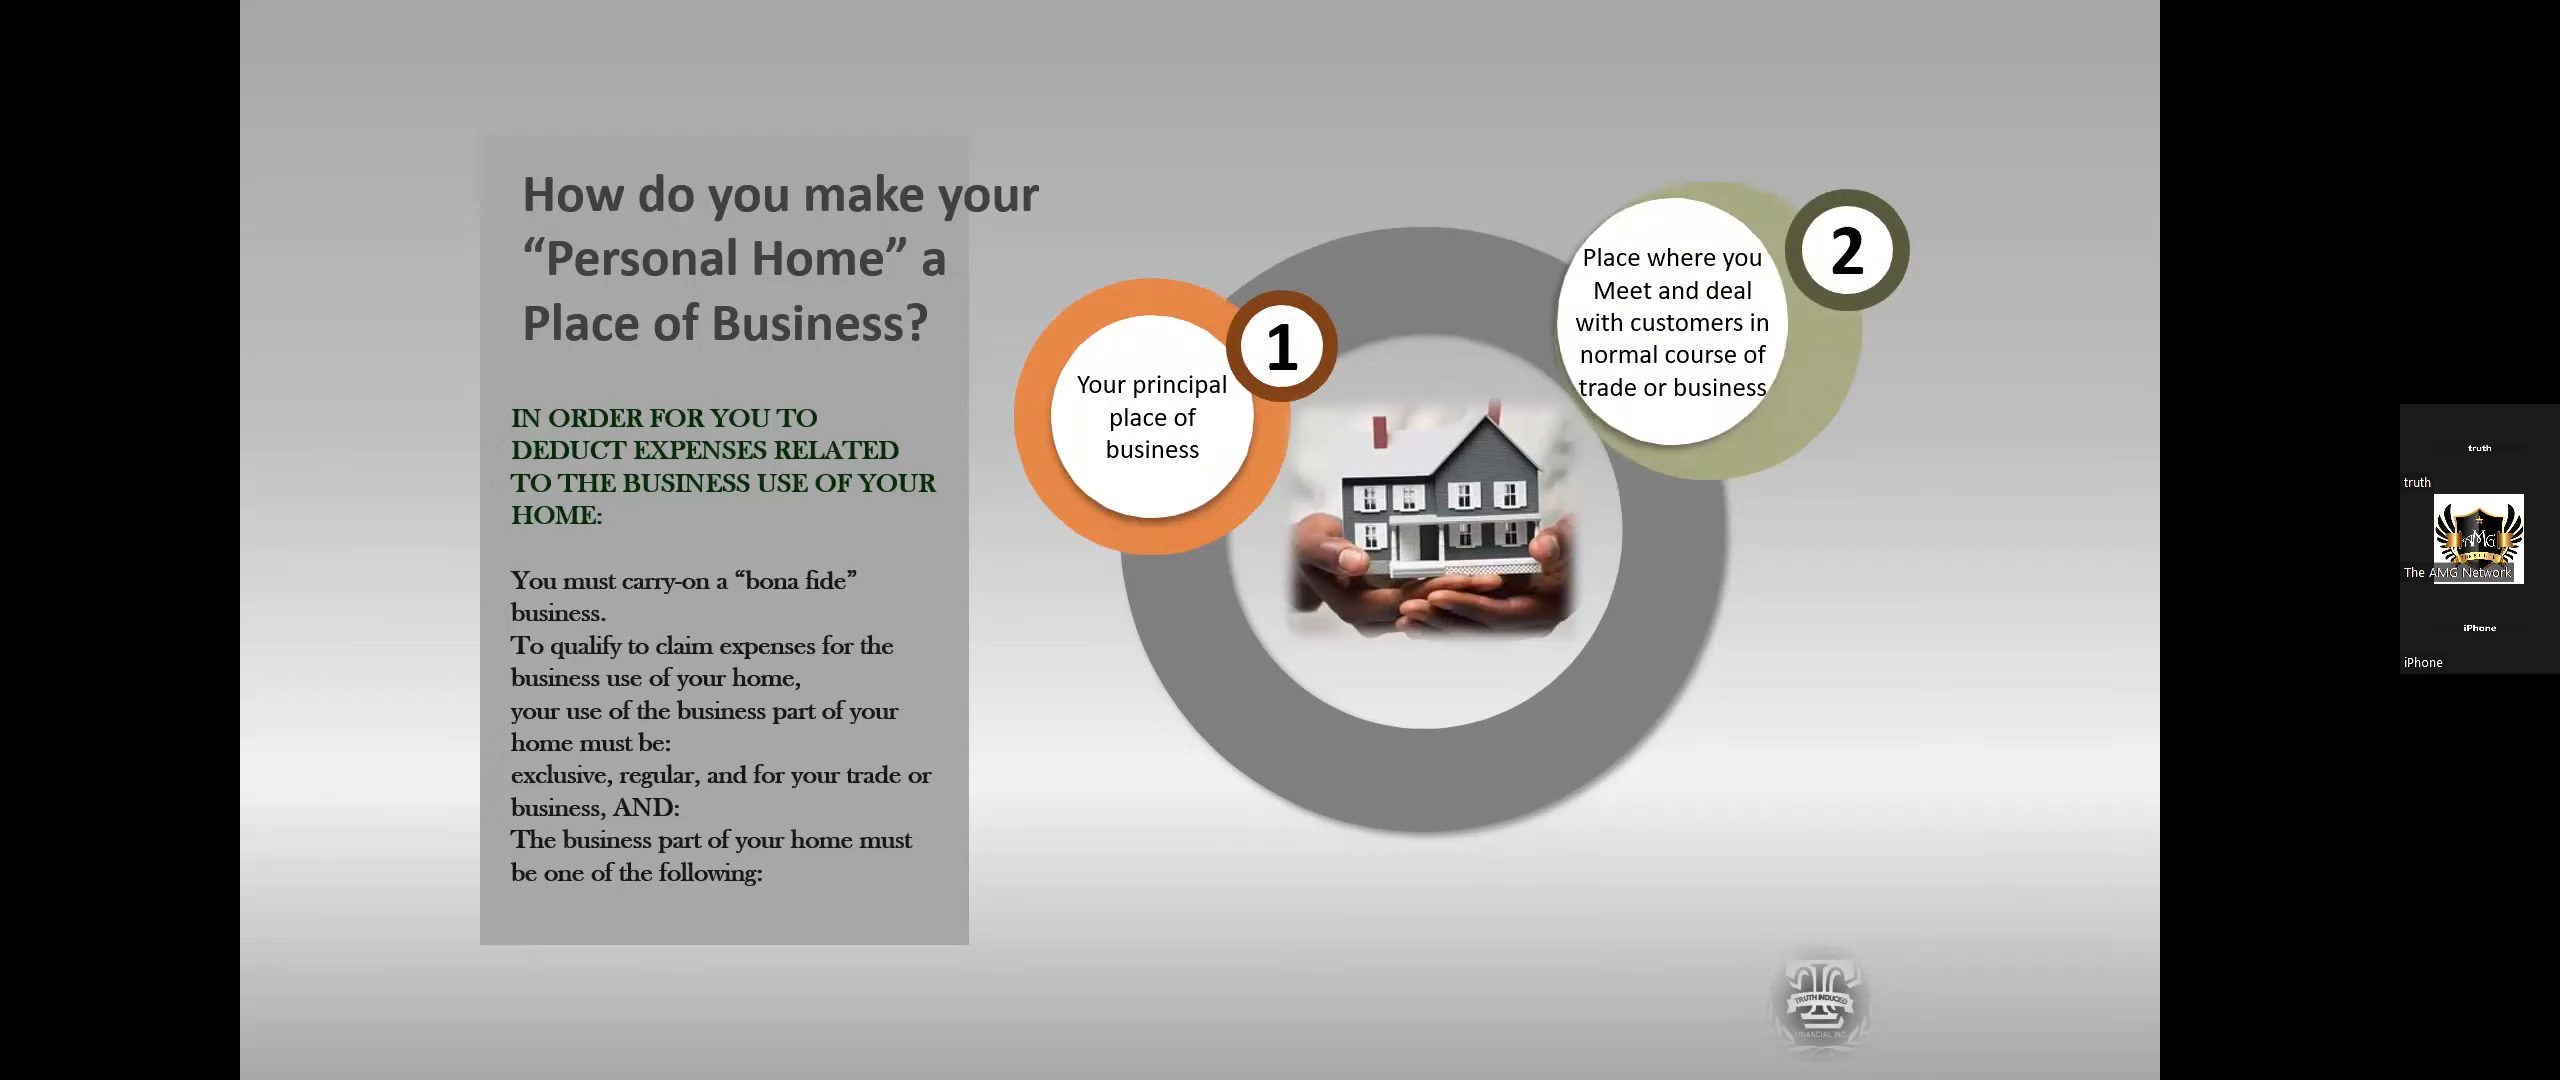 How do you make your
“Personal Home” a
Place of Business?
IN ORDER FOR YOU TO
DEDUCT EXPENSES RELATED
TO THE BUSINESS USE OF YOUR
HOME:
You must carry-on a “bona fide”
business.
To qualify to claim expenses for the
business use of your home,
your use of the business part of your
home must be:
exclusive, regular, and for your trade or
business, AND:
The business part of your home must
be one of the following:
1
Your principal
place of
business
2
Place where you
Meet and deal
with customers in
normal course of
trade or business
truth
truth
AMG
The AMG Network
iPhone
iPhone
TRUTH INDUCED
FINANCIAL INC